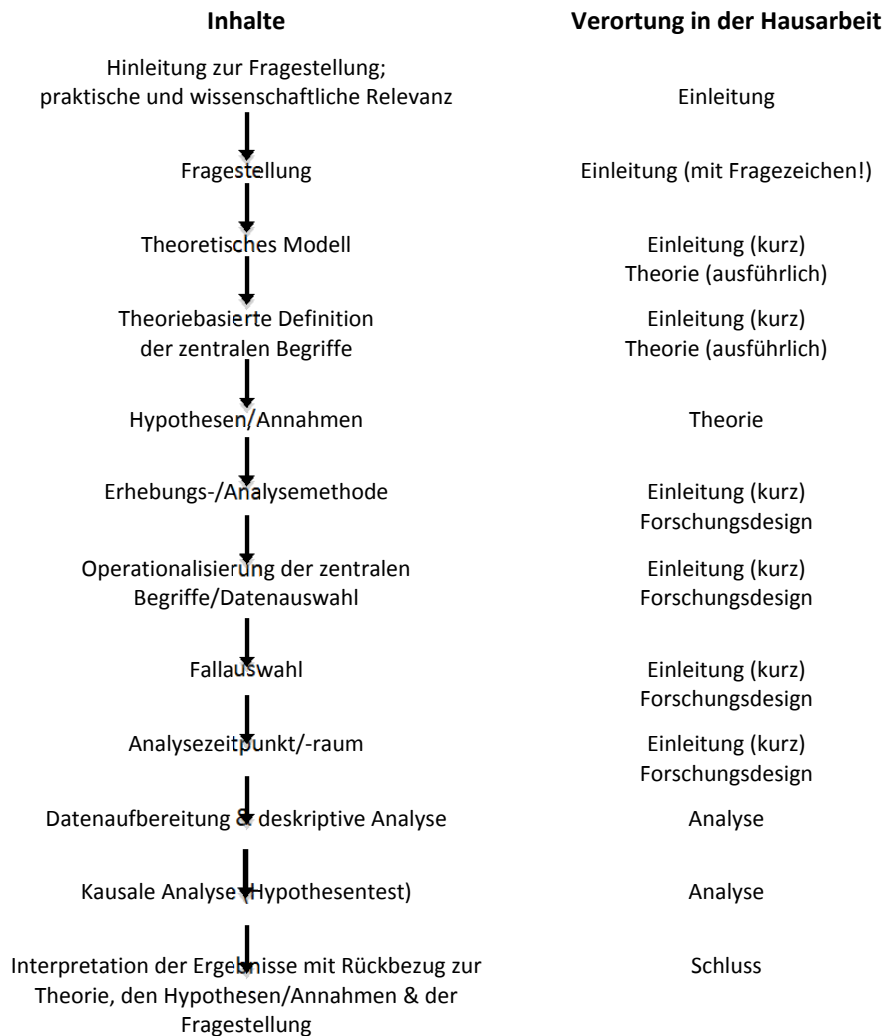 Inhalte
Verortung in der Hausarbeit
Hinleitung zur Fragestellung;
praktische und wissenschaftliche Relevanz
Einleitung
Fragestellung
Einleitung (mit Fragezeichen!)
Theoretisches Modell
Einleitung (kurz)
Theorie (ausführlich)
Theoriebasierte Definition
der zentralen Begriffe
Einleitung (kurz)
Theorie (ausführlich)
Hypothesen/Annahmen
Theorie
Erhebungs-/Analysemethode
Einleitung (kurz)
Forschungsdesign
Operationalisierung der zentralen
Begriffe/Datenauswahl
Einleitung (kurz)
Forschungsdesign
Fallauswahl
Einleitung (kurz)
Forschungsdesign
Analysezeitpunkt/-raum
Einleitung (kurz)
Forschungsdesign
Datenaufbereitung & deskriptive Analyse
Analyse
Kausale Analyse (Hypothesentest)
Analyse
Interpretation der Ergebnisse mit Rückbezug zur
Theorie, den Hypothesen/Annahmen & der
Fragestellung
Schluss